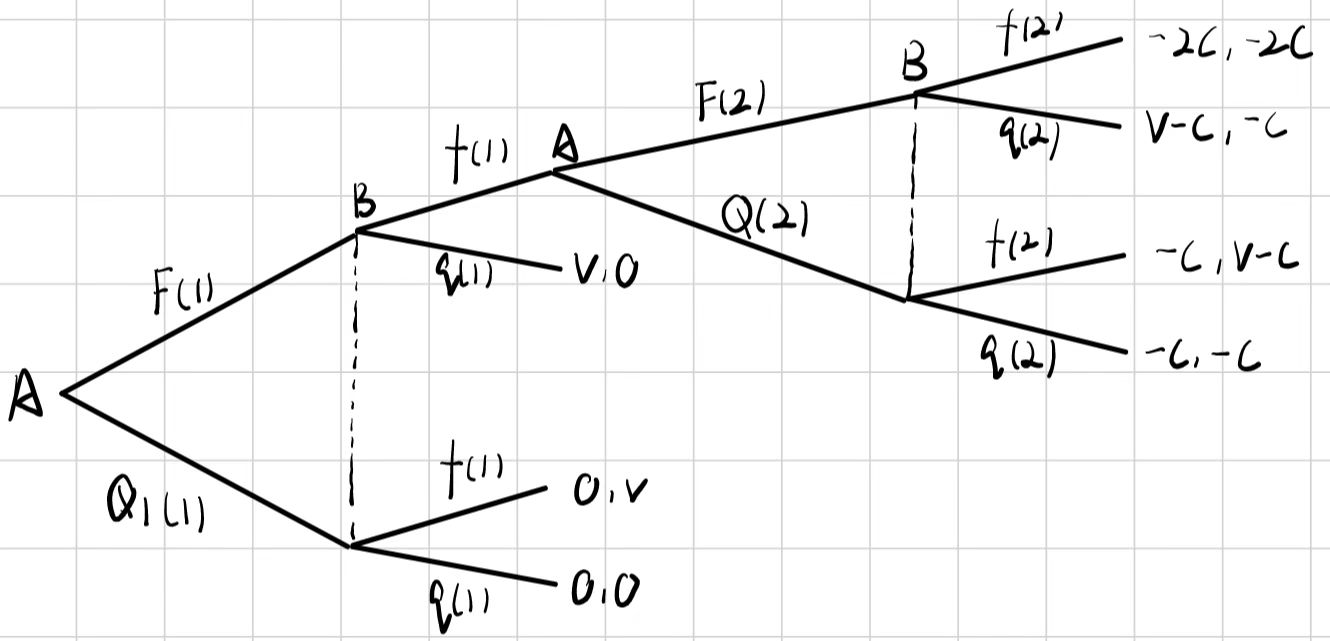 f(2)
-2C, -2C
B
F(2)
q(2)
V-C, -C
f(1)
A
B
Q(2)
f(2)
-C, V-C
F(1)
q(1)
V, 0
q(2)
-C, -C
A
f(1)
0, V
Q1(1)
q(1)
0, 0